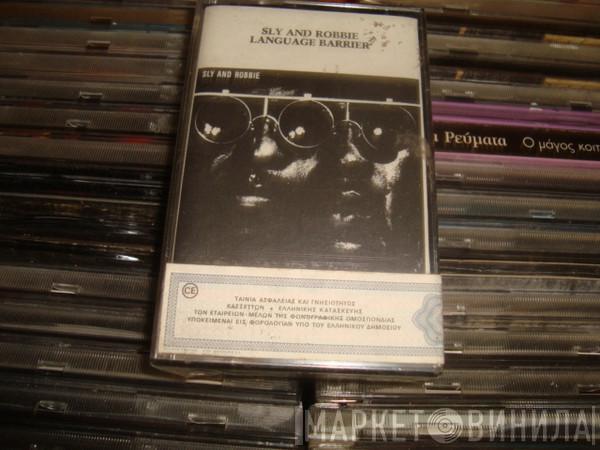 SLY AND ROBBIE
LANGUAGE BARRIER
SLY AND ROBBIE
Ρεύματα Ο μάγος κοιτ
CE
ΤΑΙΝΙΑ ΑΣΦΑΛΕΙΑΣ ΚΑΙ ΓΝΗΣΙΟΤΗΤΟΣ
ΚΑΣΣΕΤΤΩΝ ΕΛΛΗΝΙΚΗΣ ΚΑΤΑΣΚΕΥΗΣ
ΤΩΝ ΕΤΑΙΡΕΙΩΝ-ΜΕΛΩΝ ΤΗΣ ΦΩΝΟΓΡΑΦΙΚΗΣ ΟΜΟΣΠΟΝΔΙΑΣ
ΥΠΟΚΕΙΜΕΝΑΙ ΕΙΣ ΦΟΡΟΛΟΓΙΑΝ ΥΠΟ ΤΟΥ ΕΛΛΗΝΙΚΟΥ ΔΗΜΟΣΙΟΥ
МАРКЕТ ВИНИЛА